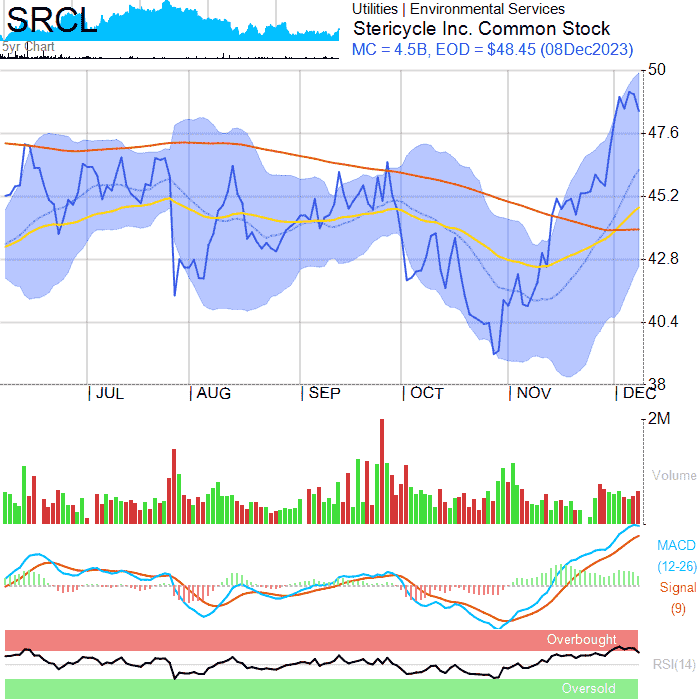 SRCL
5yr Chart
Utilities | Environmental Services
Stericycle Inc. Common Stock
MC = 4.5B, EOD = $48.45 (08Dec2023)
50
47.6
45.2
42.8
40.4
38
| JUL | AUG | SEP | OCT | NOV | DEC
2M
Volume
MACD
(12-26)
Signal
(9)
Overbought
RSI(14)
Oversold